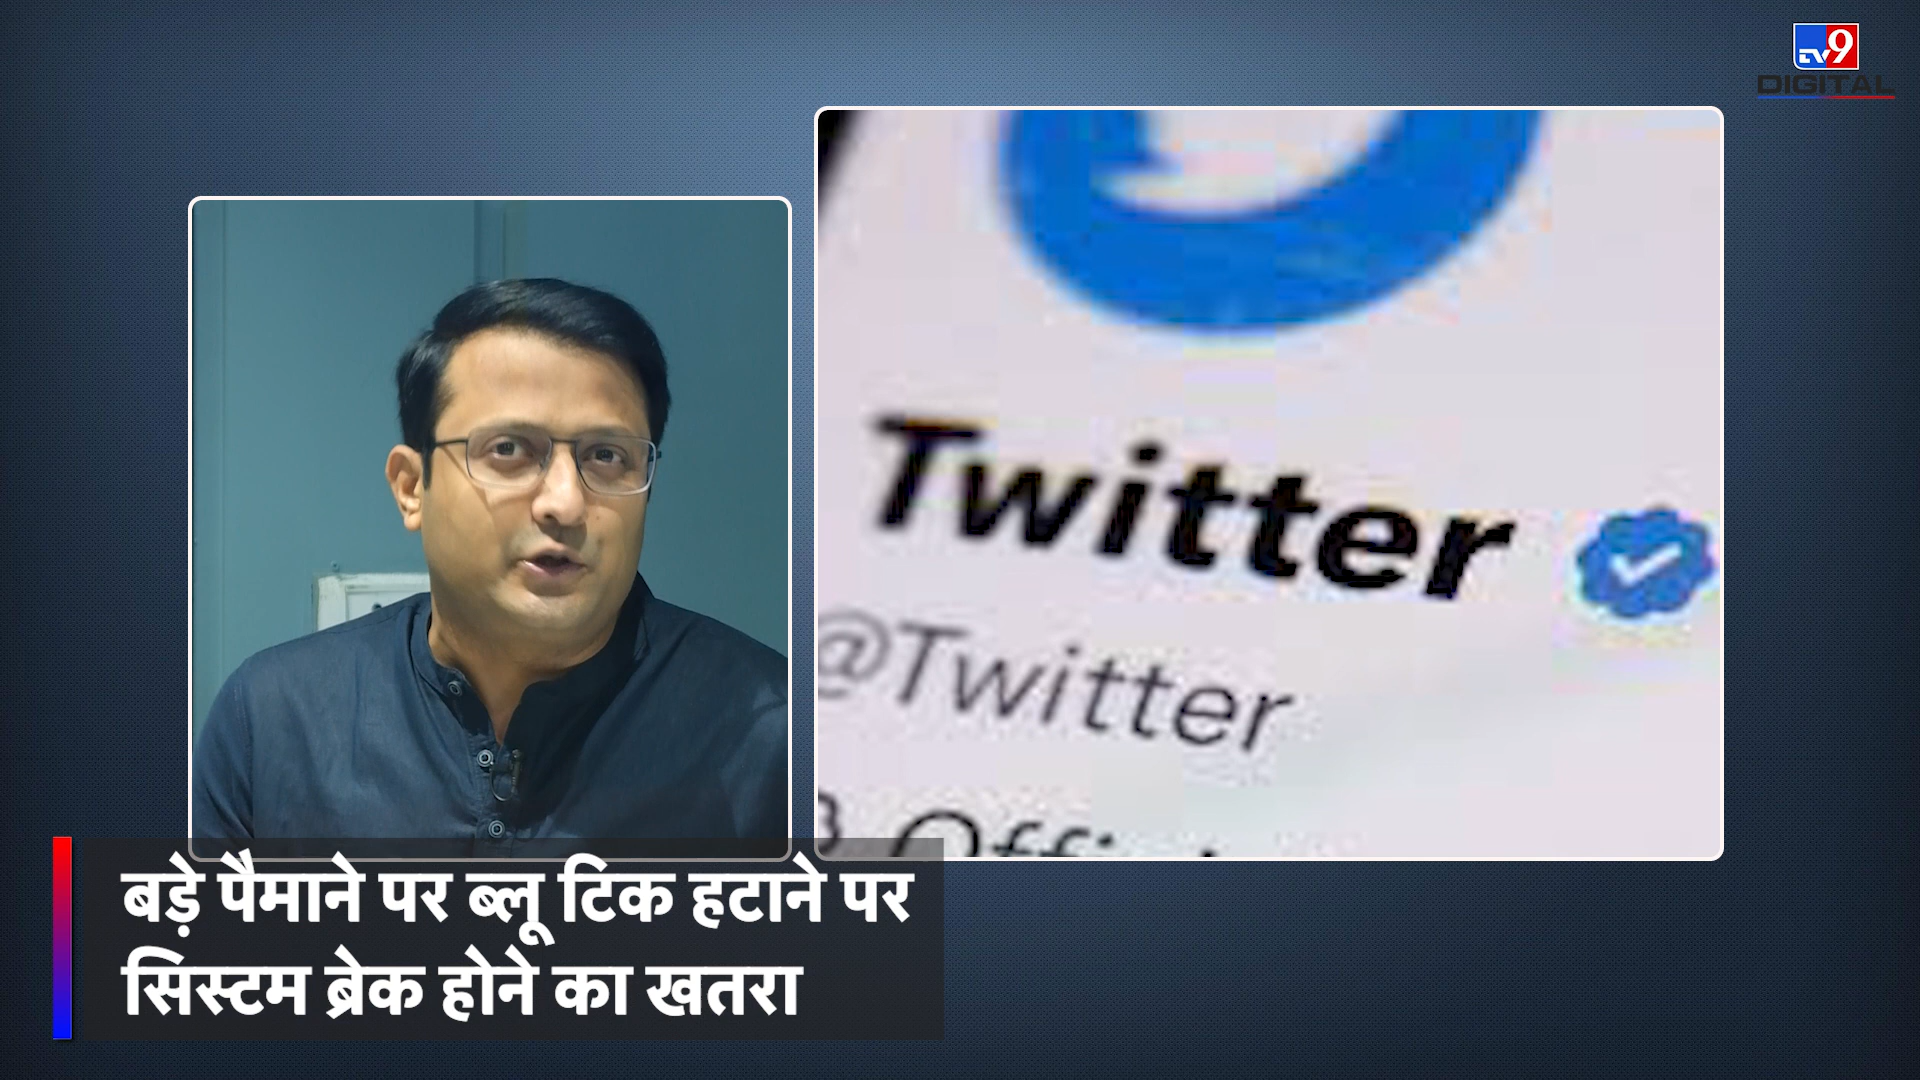 TV9
DIGITAL
Twitter
@Twitter
बड़े पैमाने पर ब्लू टिक हटाने पर
सिस्टम ब्रेक होने का खतरा